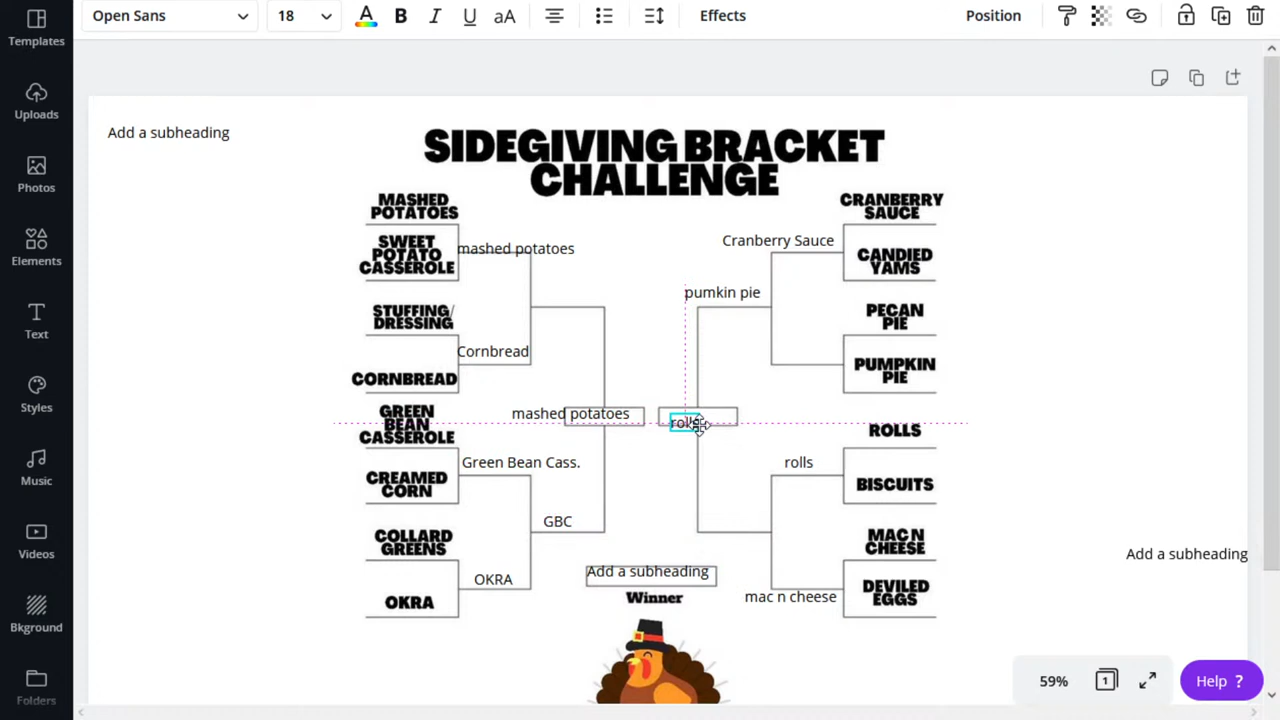 Open Sans
18
A
B
I
U
aA
Effects
Position
Templates
Uploads
Photos
Elements
Text
Styles
Music
Videos
Bkground
Folders
Add a subheading
SIDEGIVING BRACKET
CHALLENGE
MASHED
POTATOES
SWEET
POTATO
CASSEROLE
STUFFING/
DRESSING
CORNBREAD
GREEN
BEAN
CASSEROLE
CREAMED
CORN
COLLARD
GREENS
OKRA
mashed potatoes
Cornbread
Green Bean Cass.
OKRA
GBC
mashed potatoes
rolls
pumkin pie
Cranberry Sauce
rolls
mac n cheese
CRANBERRY
SAUCE
CANDIED
YAMS
PECAN
PIE
PUMPKIN
PIE
ROLLS
BISCUITS
MAC N
CHEESE
DEVILED
EGGS
Add a subheading
Winner
Add a subheading
59%
1
Help ?